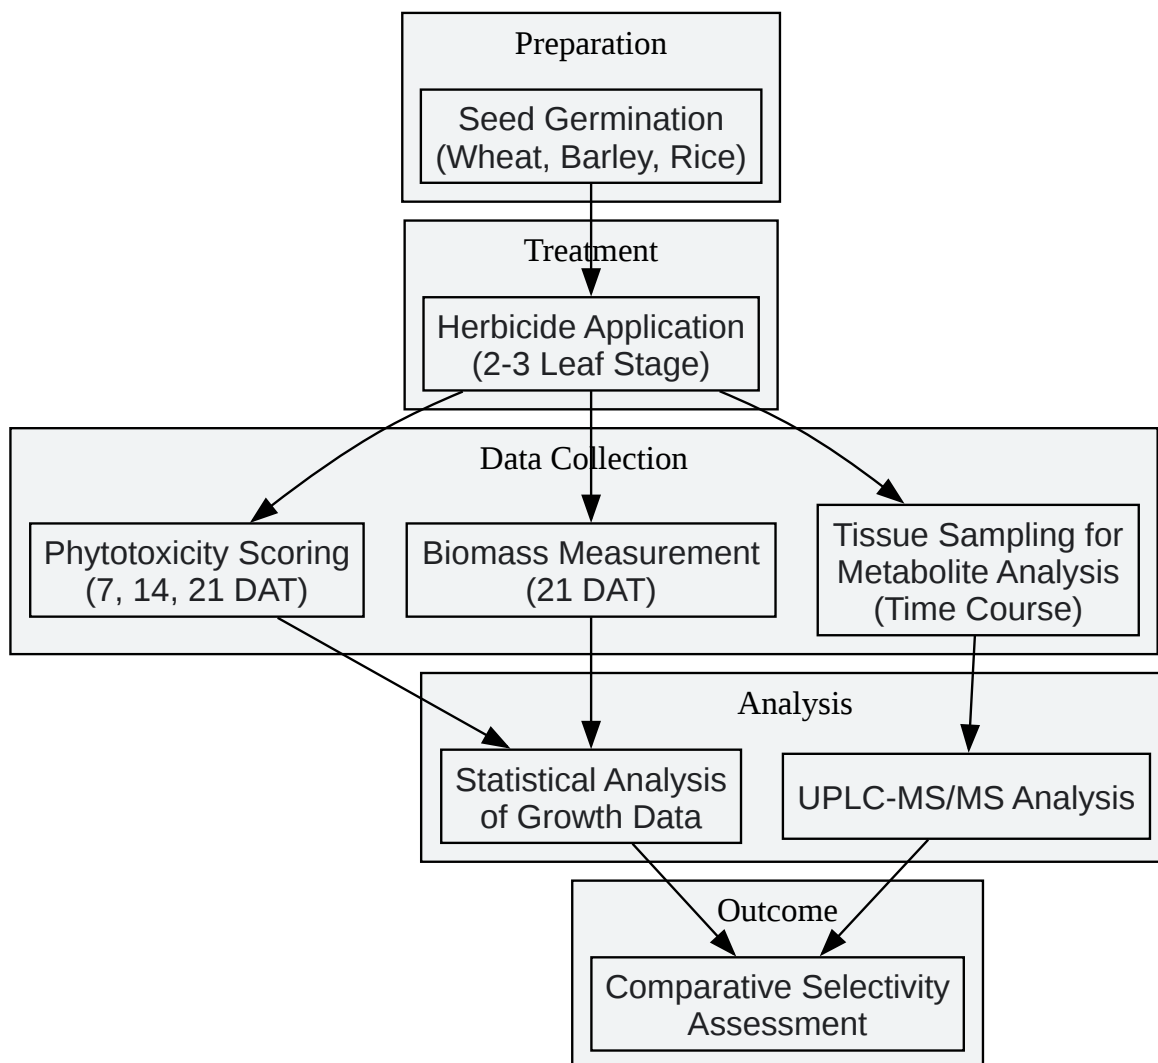 Preparation
Seed Germination
(Wheat, Barley, Rice)
Treatment
Herbicide Application
(2-3 Leaf Stage)
Data Collection
Phytotoxicity Scoring
(7, 14, 21 DAT)
Biomass Measurement
(21 DAT)
Tissue Sampling for
Metabolite Analysis
(Time Course)
Analysis
Statistical Analysis
of Growth Data
UPLC-MS/MS Analysis
Outcome
Comparative Selectivity
Assessment